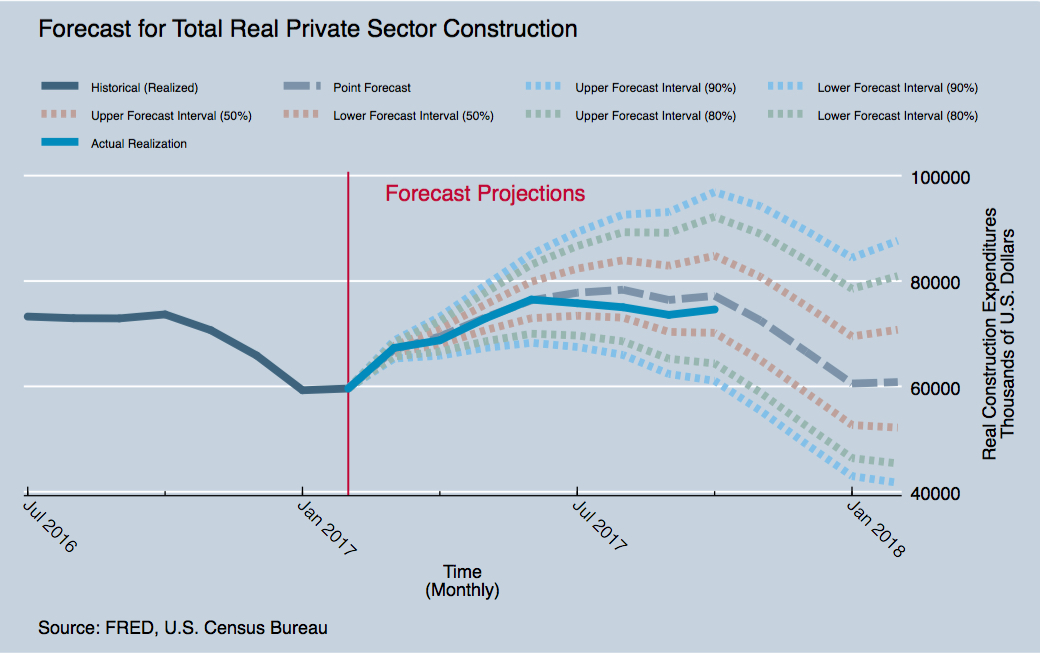 Forecast for Total Real Private Sector Construction
Historical (Realized)
Point Forecast
Upper Forecast Interval (90%)
Lower Forecast Interval (90%)
Upper Forecast Interval (50%)
Lower Forecast Interval (50%)
Upper Forecast Interval (80%)
Lower Forecast Interval (80%)
Actual Realization
Forecast Projections
100000
80000
60000
40000
Real Construction Expenditures
Thousands of U.S. Dollars
Jul 2016
Jan 2017
Jul 2017
Jan 2018
Time
(Monthly)
Source: FRED, U.S. Census Bureau